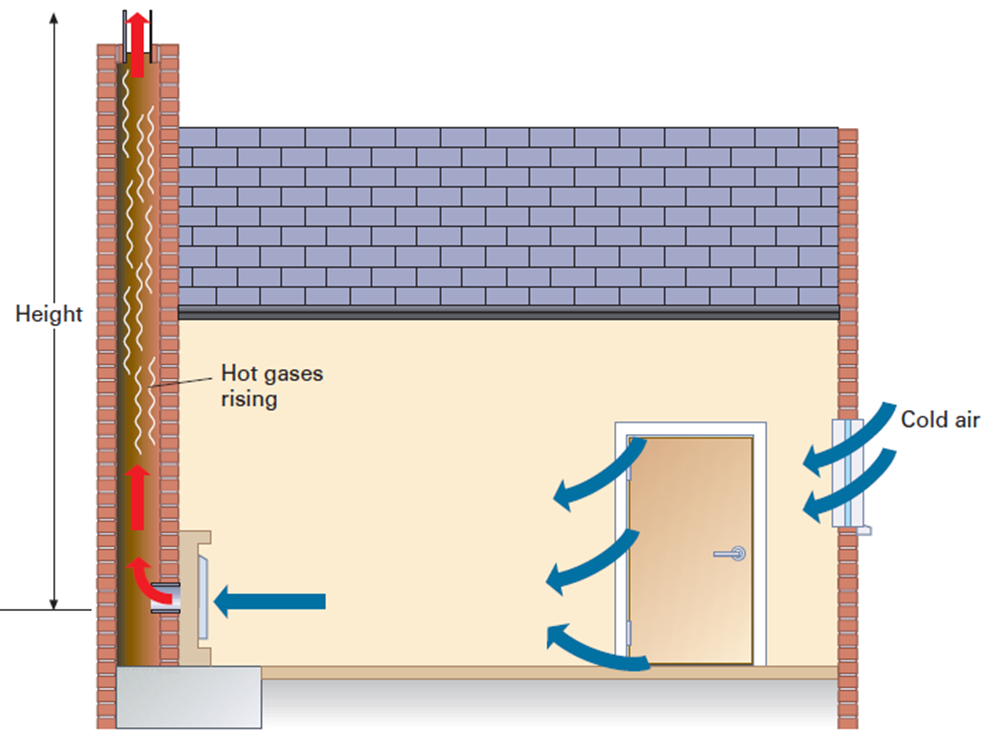 Height
Hot gases
rising
Cold air